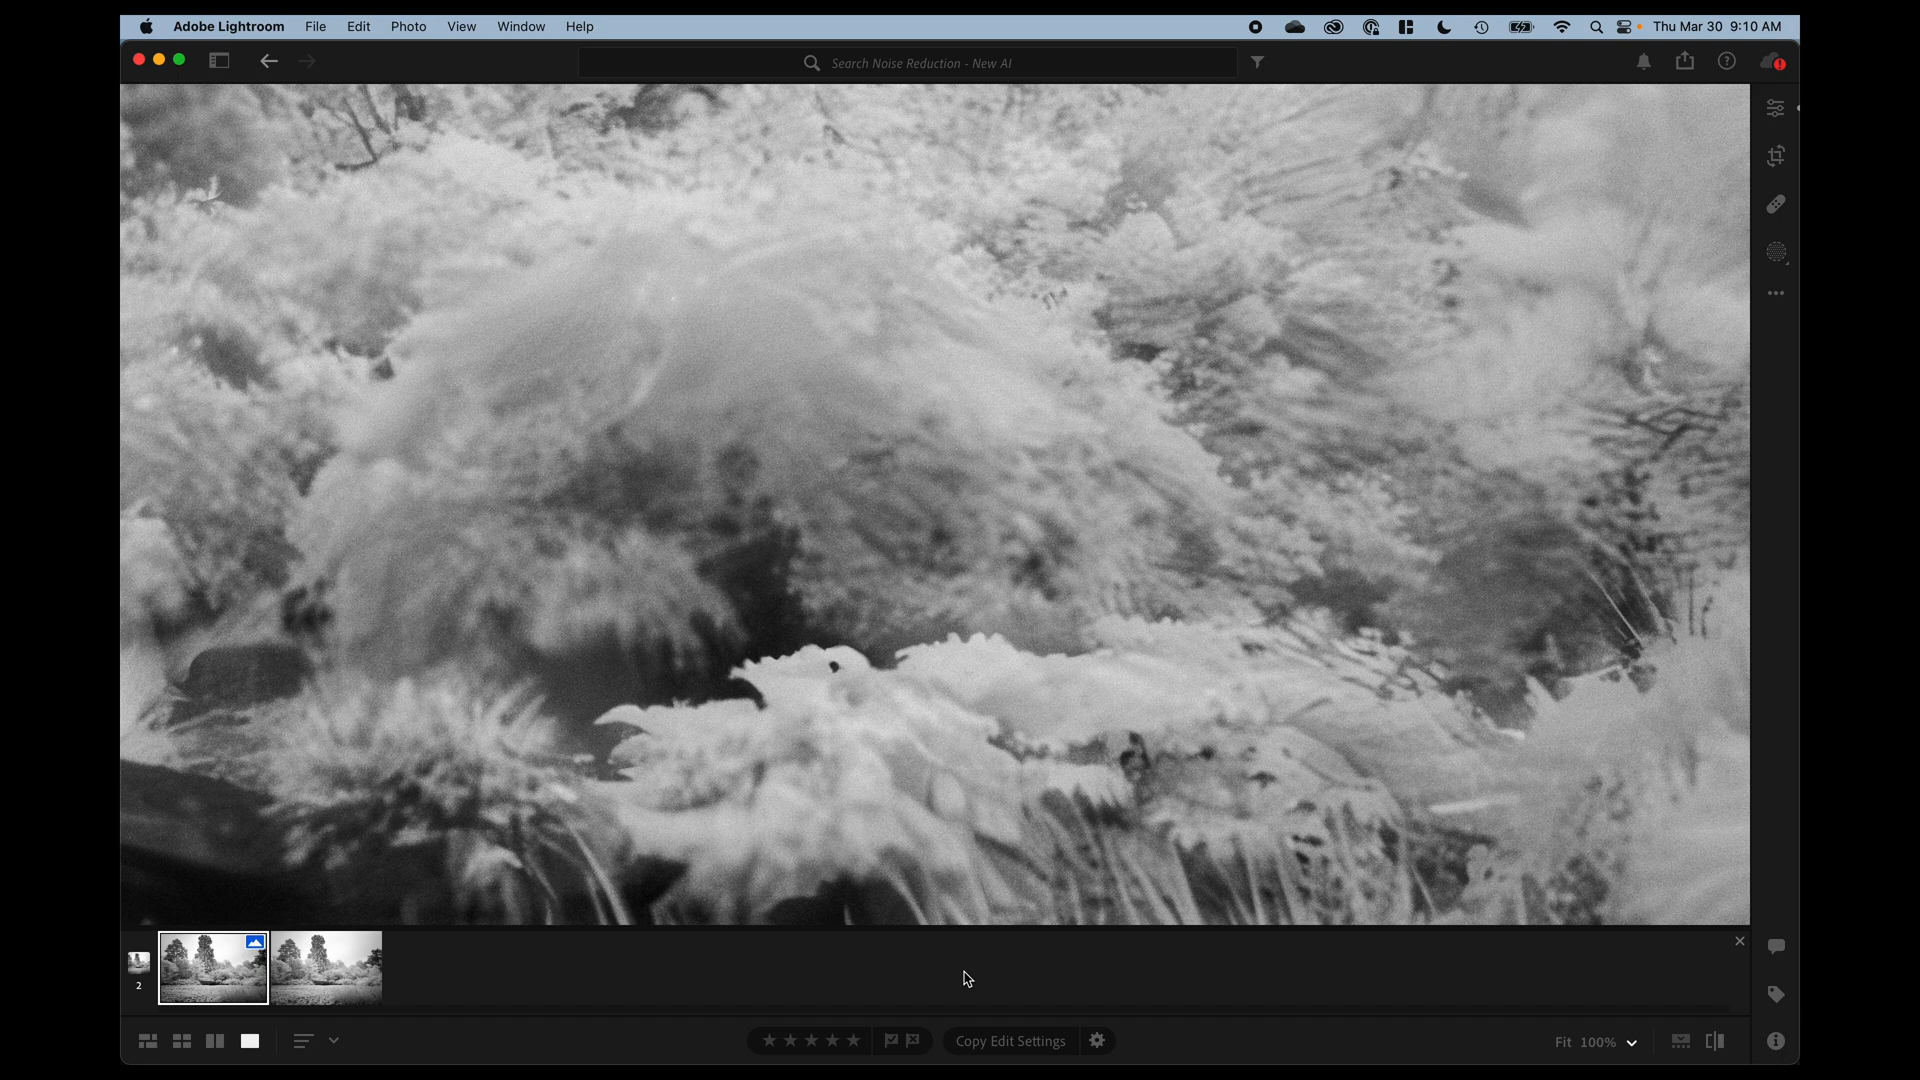 Adobe Lightroom File Edit Photo View Window Help Thu Mar 30 9:10 AM
Search Noise Reduction - New AI
2
Copy Edit Settings Fit 100%